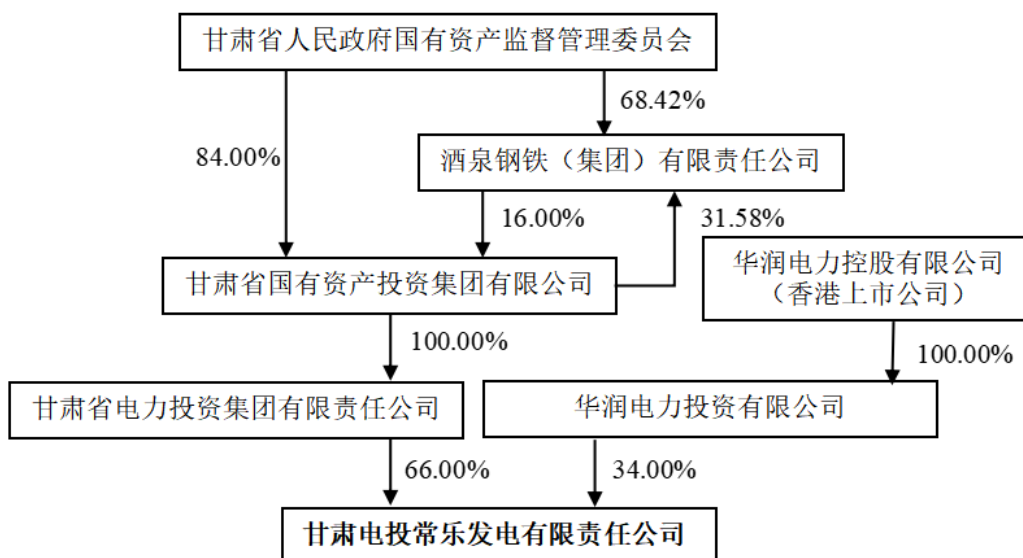 甘肃省人民政府国有资产监督管理委员会
68.42%
84.00%
酒泉钢铁（集团）有限责任公司
16.00%
31.58%
华润电力控股有限公司
（香港上市公司）
甘肃省国有资产投资集团有限公司
100.00%
100.00%
甘肃省电力投资集团有限责任公司
华润电力投资有限公司
66.00%
34.00%
甘肃电投常乐发电有限责任公司